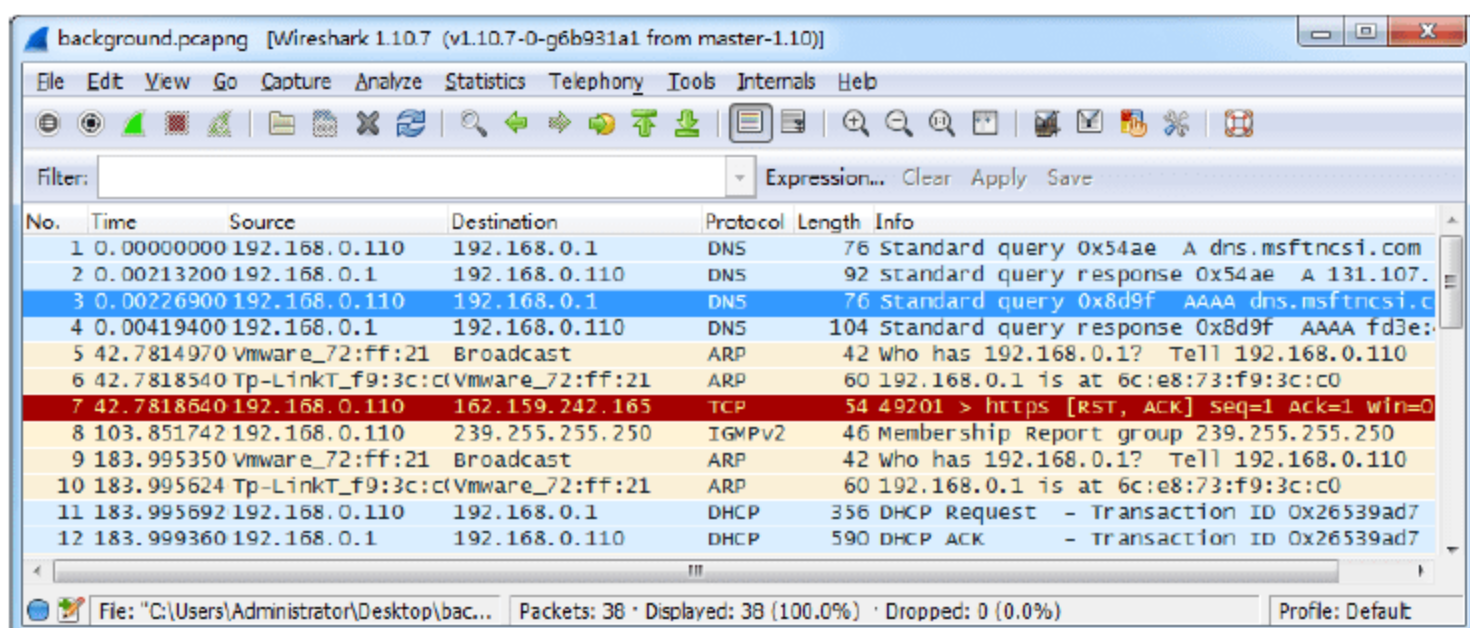 background.pcapng [Wireshark 1.10.7 (v1.10.7-0-g6b931a1 from master-1.10)]
File Edit View Go Capture Analyze Statistics Telephony Tools Internals Help
Filter: Expression... Clear Apply Save
No. Time Source Destination Protocol Length Info
1 0.00000000 192.168.0.110 192.168.0.1 DNS 76 Standard query 0x54ae A dns.msftncsi.com
2 0.00213200 192.168.0.1 192.168.0.110 DNS 92 Standard query response 0x54ae A 131.107.
3 0.00226900 192.168.0.110 192.168.0.1 DNS 76 Standard query 0x8d9f AAAA dns.msftncsi.c
4 0.00419400 192.168.0.1 192.168.0.110 DNS 104 Standard query response 0x8d9f AAAA fd3e:
5 42.7814970 Vmware_72:ff:21 Broadcast ARP 42 Who has 192.168.0.1? Tell 192.168.0.110
6 42.7818540 Tp-LinkT_f9:3c:c( Vmware_72:ff:21 ARP 60 192.168.0.1 is at 6c:e8:73:f9:3c:c0
7 42.7818640 192.168.0.110 162.159.242.165 TCP 54 49201 > https [RST, ACK] Seq=1 Ack=1 Win=0
8 103.851742 192.168.0.110 239.255.255.250 IGMPv2 46 Membership Report group 239.255.255.250
9 183.995350 Vmware_72:ff:21 Broadcast ARP 42 Who has 192.168.0.1? Tell 192.168.0.110
10 183.995624 Tp-LinkT_f9:3c:c( Vmware_72:ff:21 ARP 60 192.168.0.1 is at 6c:e8:73:f9:3c:c0
11 183.995692 192.168.0.110 192.168.0.1 DHCP 356 DHCP Request - Transaction ID 0x26539ad7
12 183.999360 192.168.0.1 192.168.0.110 DHCP 590 DHCP ACK - Transaction ID 0x26539ad7
File: "C:\Users\Administrator\Desktop\bac... Packets: 38 · Displayed: 38 (100.0%) · Dropped: 0 (0.0%) Profile: Default